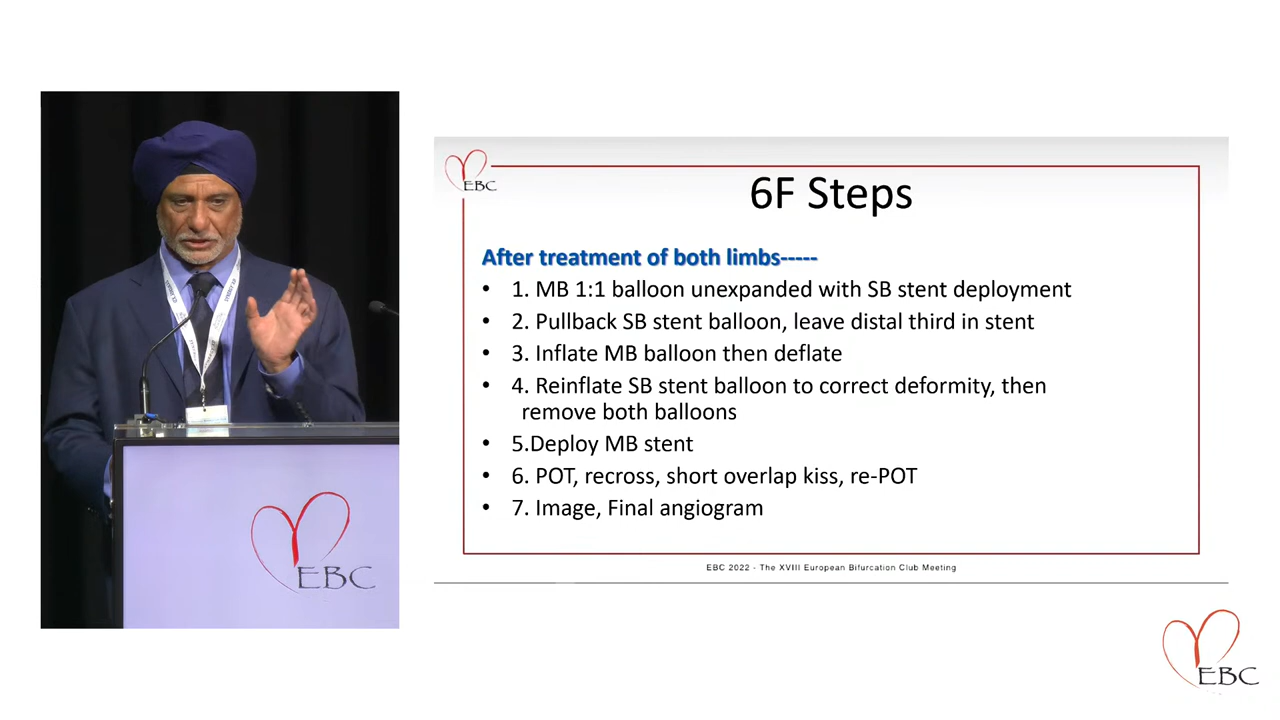 EBC
6F Steps
After treatment of both limbs-----
• 1. MB 1:1 balloon unexpanded with SB stent deployment
• 2. Pullback SB stent balloon, leave distal third in stent
• 3. Inflate MB balloon then deflate
• 4. Reinflate SB stent balloon to correct deformity, then
remove both balloons
• 5.Deploy MB stent
• 6. POT, recross, short overlap kiss, re-POT
• 7. Image, Final angiogram
EBC 2022 - The XVIII European Bifurcation Club Meeting
EBC
EBC